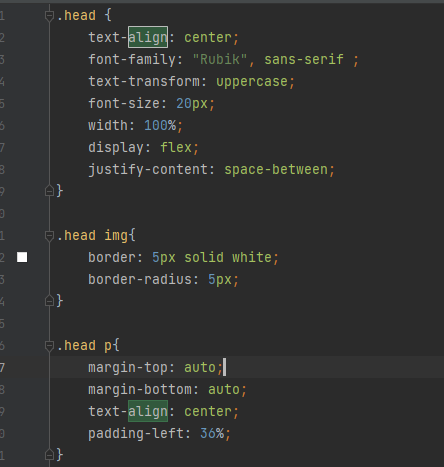 1 .head {
2 text-align: center;
3 font-family: "Rubik", sans-serif ;
4 text-transform: uppercase;
5 font-size: 20px;
6 width: 100%;
7 display: flex;
8 justify-content: space-between;
9 }
0
1 .head img{
2 border: 5px solid white;
3 border-radius: 5px;
4 }
5
6 .head p{
7 margin-top: auto;
8 margin-bottom: auto;
9 text-align: center;
0 padding-left: 36%;
1 }